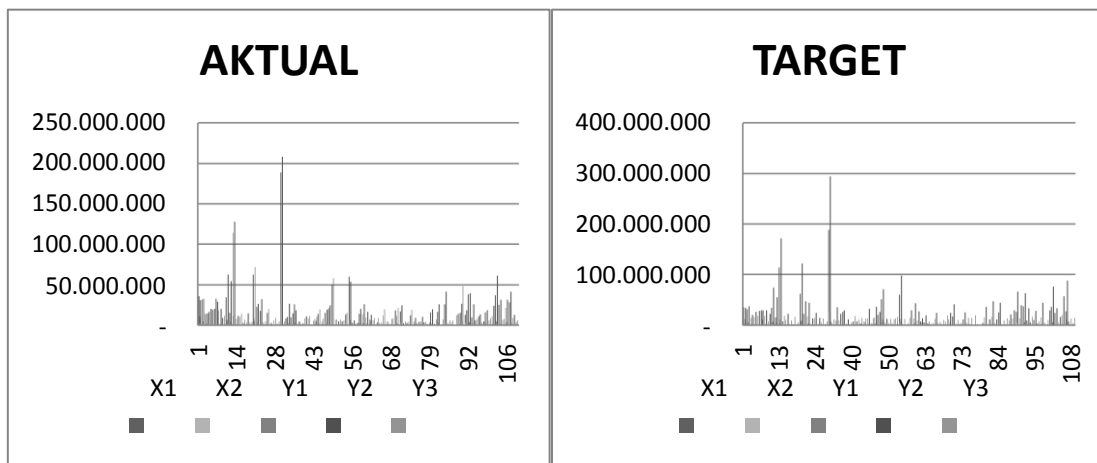 AKTUAL
250.000.000
200.000.000
150.000.000
100.000.000
50.000.000
-
1 14 28 43 56 68 79 92 106
X1 X2 Y1 Y2 Y3
TARGET
400.000.000
300.000.000
200.000.000
100.000.000
-
1 13 24 40 50 63 73 84 95 108
X1 X2 Y1 Y2 Y3